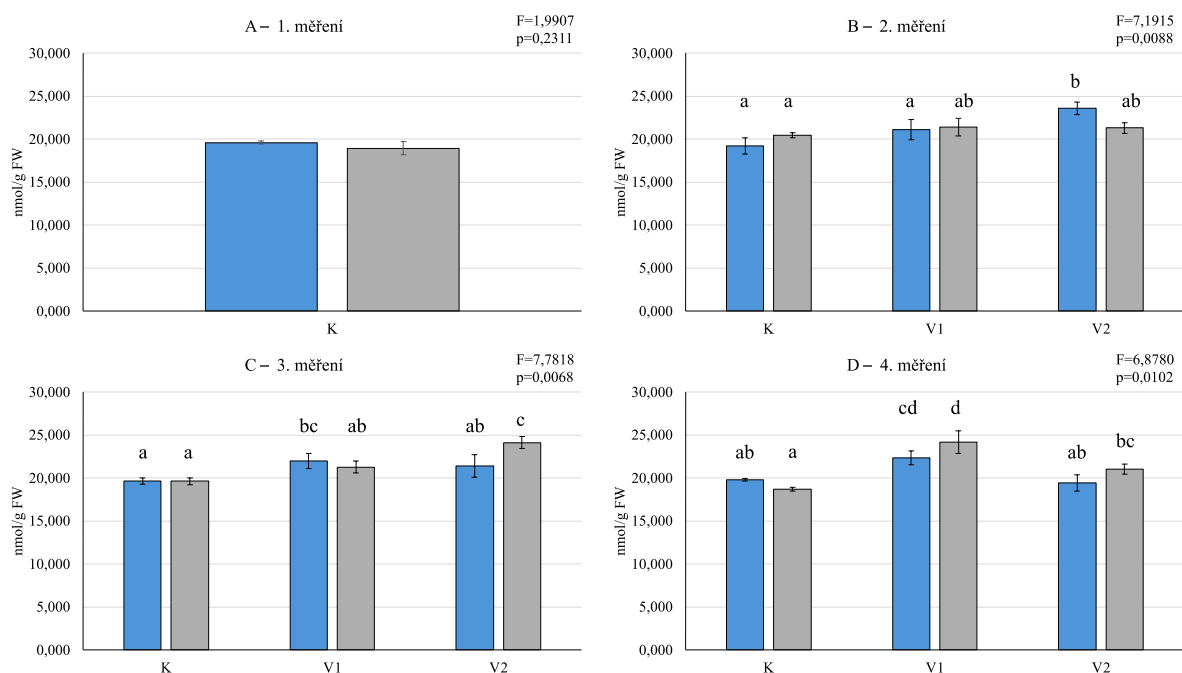 A – 1. měření
F=1,9907
p=0,2311
30,000
25,000
20,000
15,000
10,000
5,000
0,000
nmol/g FW
K
B – 2. měření
F=7,1915
p=0,0088
30,000
25,000
20,000
15,000
10,000
5,000
0,000
nmol/g FW
a a a ab b ab
K V1 V2
C – 3. měření
F=7,7818
p=0,0068
30,000
25,000
20,000
15,000
10,000
5,000
0,000
nmol/g FW
a a bc ab ab c
K V1 V2
D – 4. měření
F=6,8780
p=0,0102
30,000
25,000
20,000
15,000
10,000
5,000
0,000
nmol/g FW
ab a cd d ab bc
K V1 V2